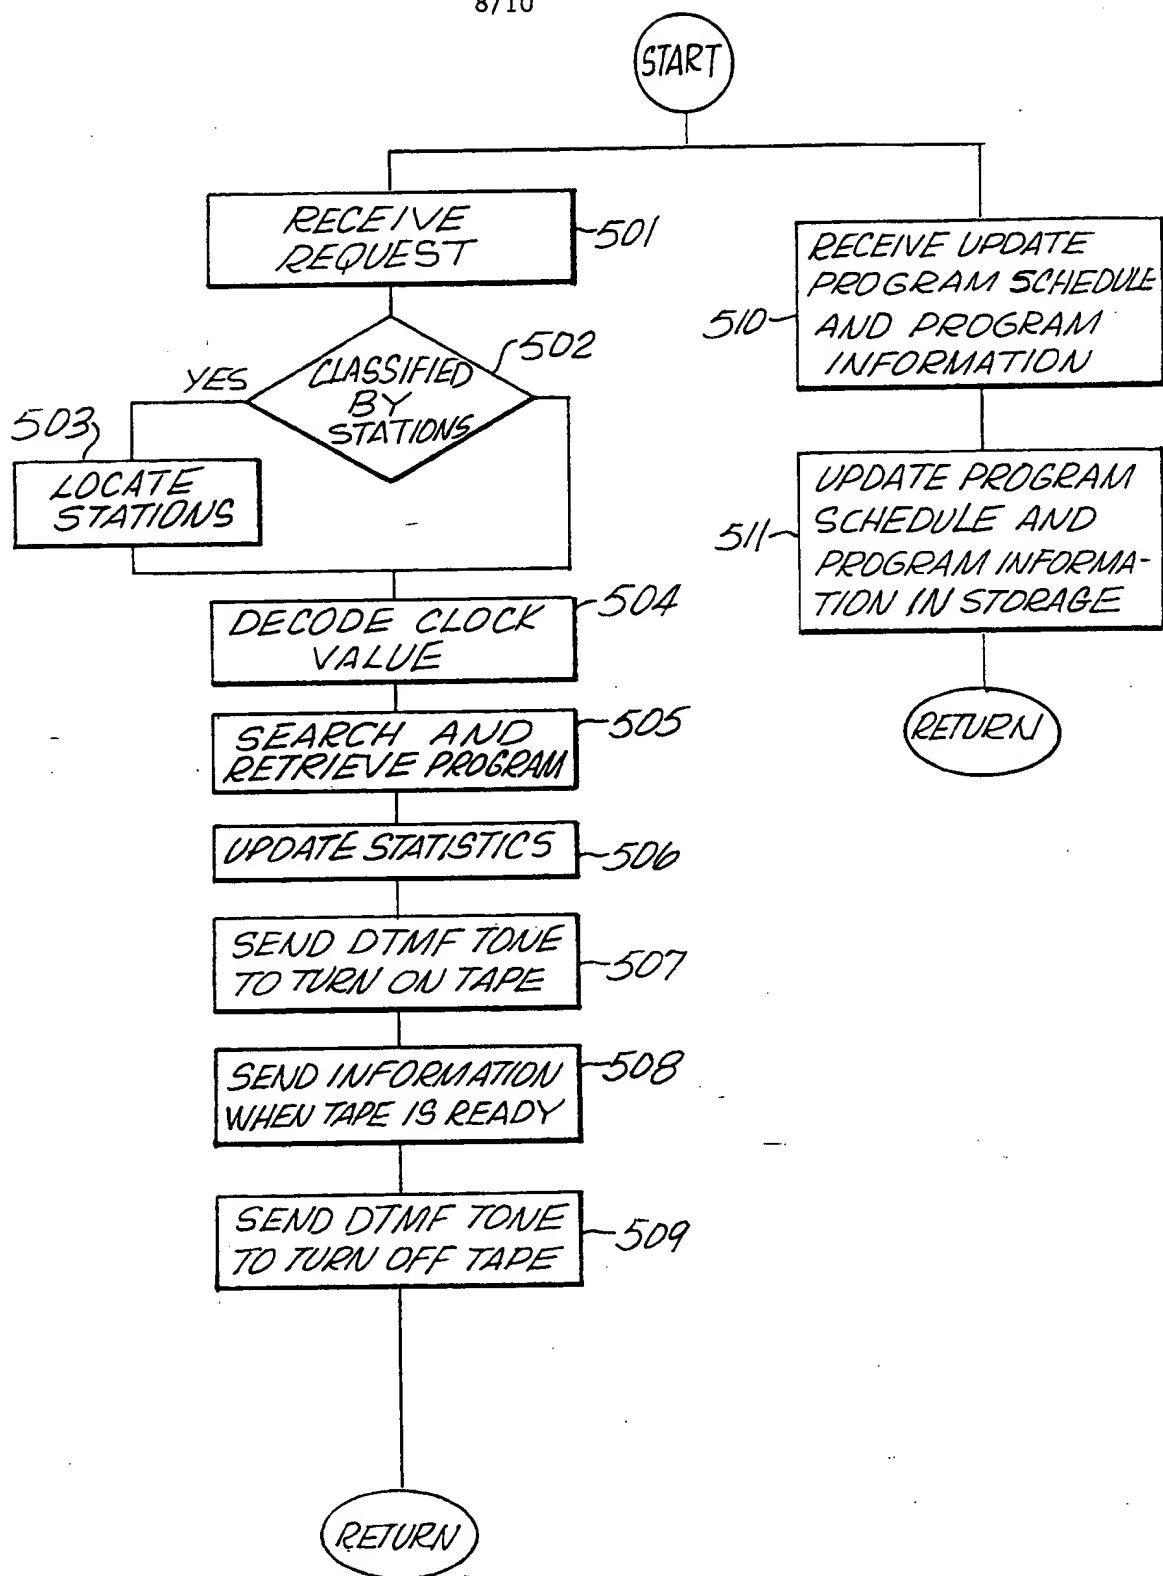 8/10
START
RECEIVE
REQUEST
501
CLASSIFIED
BY
STATIONS
502
YES
503
LOCATE
STATIONS
DECODE CLOCK
VALUE
504
SEARCH AND
RETRIEVE PROGRAM
505
UPDATE STATISTICS
506
SEND DTMF TONE
TO TURN ON TAPE
507
SEND INFORMATION
WHEN TAPE IS READY
508
SEND DTMF TONE
TO TURN OFF TAPE
509
RETURN
RECEIVE UPDATE
PROGRAM SCHEDULE
AND PROGRAM
INFORMATION
510
UPDATE PROGRAM
SCHEDULE AND
PROGRAM INFORMA-
TION IN STORAGE
511
RETURN